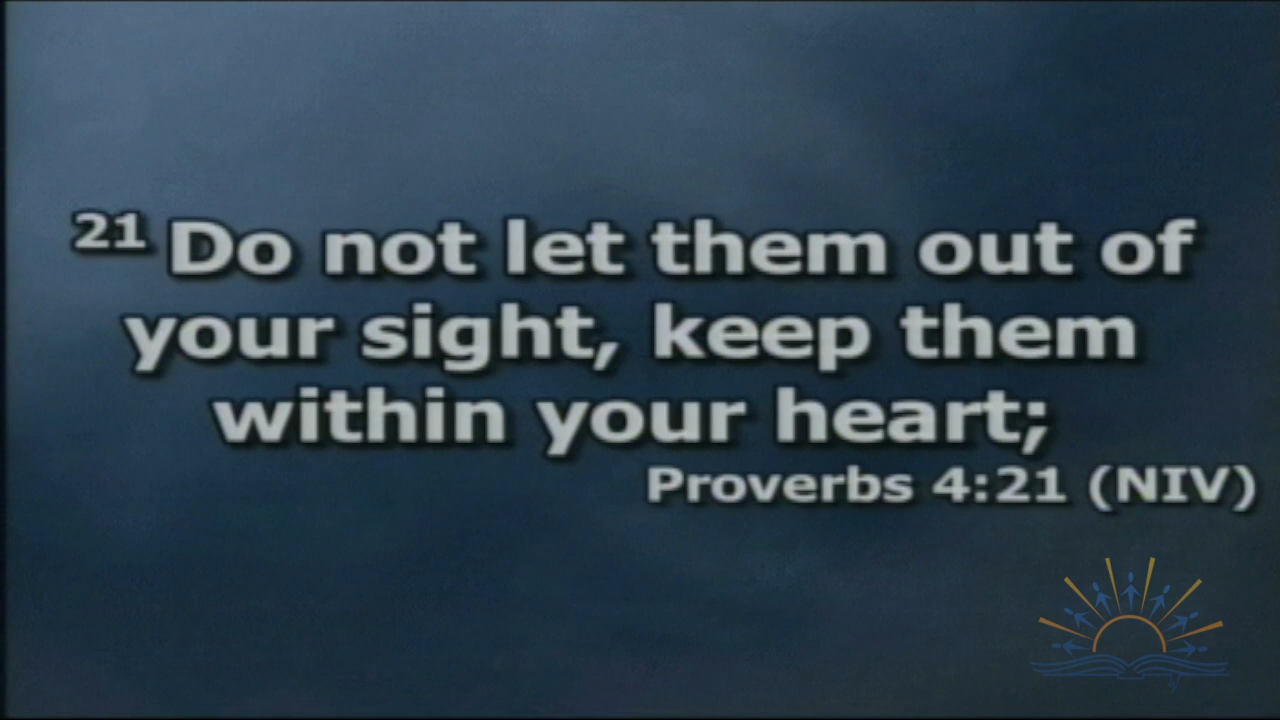 21 Do not let them out of
your sight, keep them
within your heart;
Proverbs 4:21 (NIV)